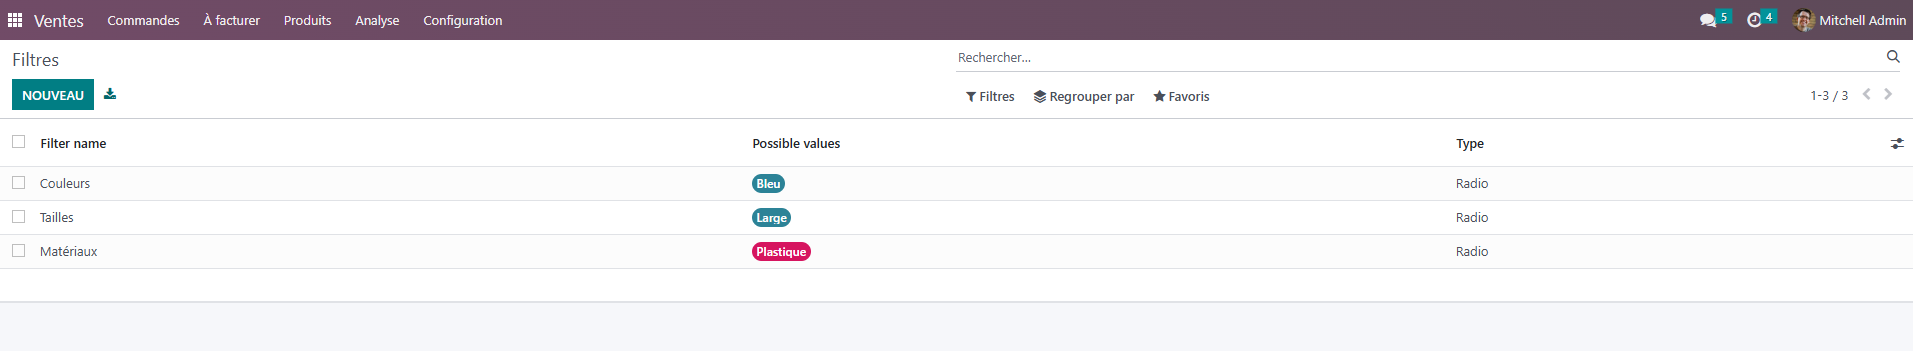 Ventes Commandes À facturer Produits Analyse Configuration 5 4 Mitchell Admin
Filtres Rechercher...
NOUVEAU Filtres Regrouper par Favoris 1-3 / 3
Filter name Possible values Type
Couleurs Bleu Radio
Tailles Large Radio
Matériaux Plastique Radio